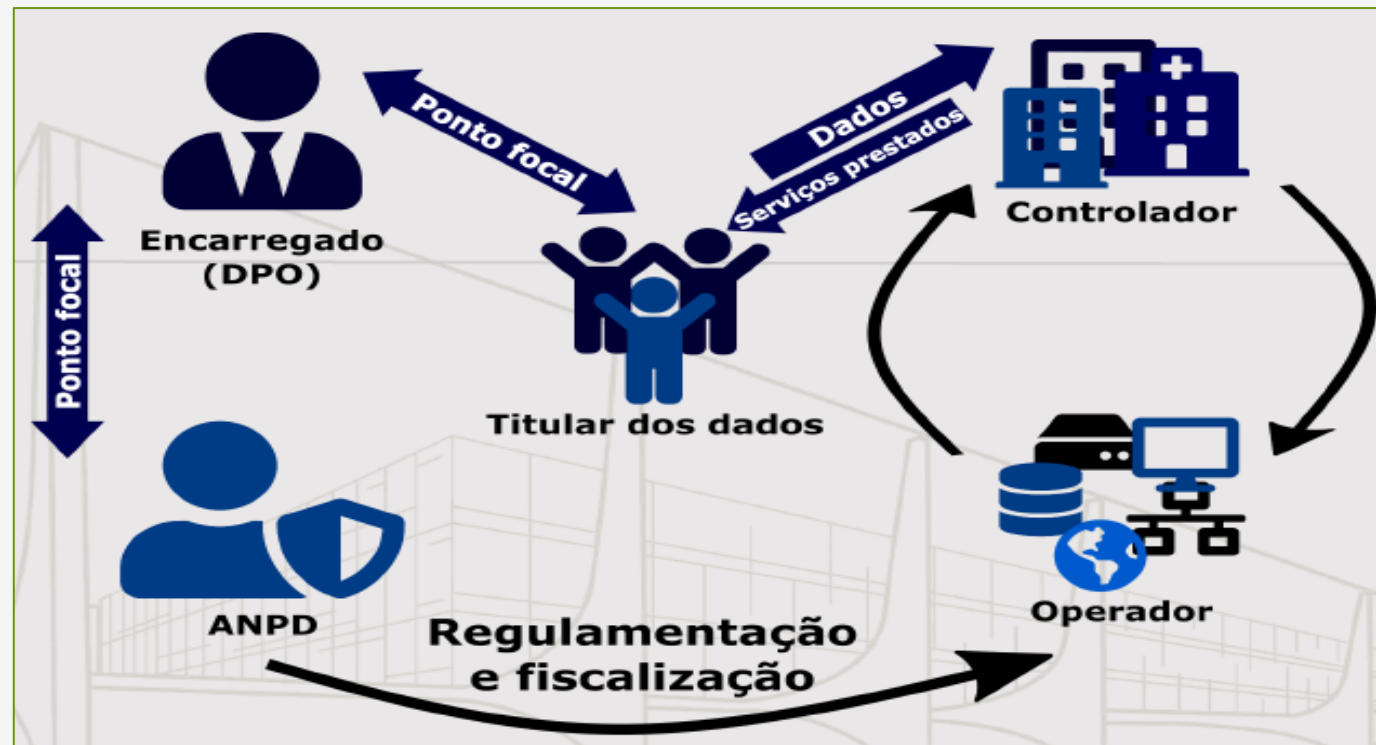 Ponto focal
Dados
Serviços prestados
Controlador
Encarregado
(DPO)
Ponto focal
Titular dos dados
ANPD
Operador
Regulamentação
e fiscalização